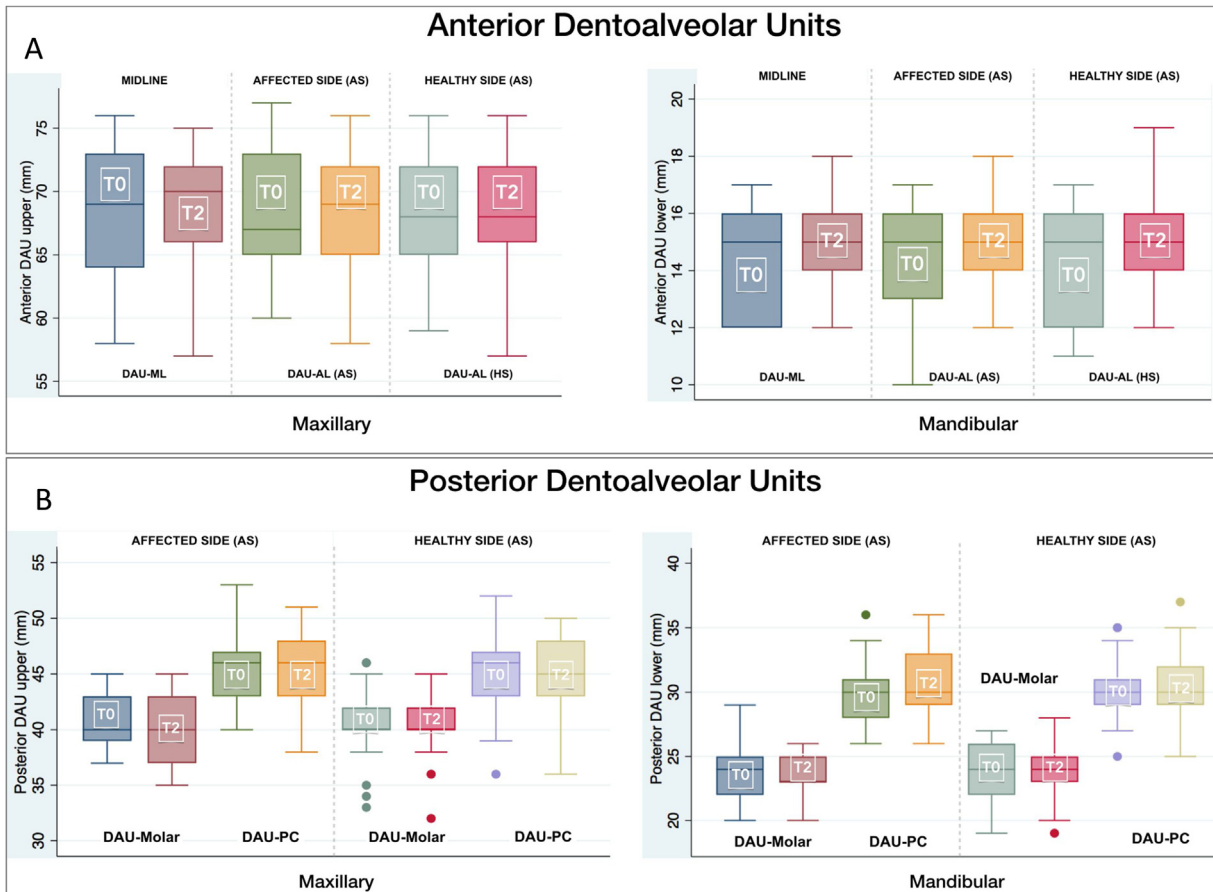 Anterior Dentoalveolar Units
A
MIDLINE AFFECTED SIDE (AS) HEALTHY SIDE (AS)
Anterior DAU upper (mm)
75
70
65
60
55
T0 T2 T0 T2 T0 T2
DAU-ML DAU-AL (AS) DAU-AL (HS)
Maxillary
MIDLINE AFFECTED SIDE (AS) HEALTHY SIDE (AS)
Anterior DAU lower (mm)
20
18
16
14
12
10
T0 T2 T0 T2 T0 T2
DAU-ML DAU-AL (AS) DAU-AL (HS)
Mandibular
Posterior Dentoalveolar Units
B
AFFECTED SIDE (AS) HEALTHY SIDE (AS)
Posterior DAU upper (mm)
55
50
45
40
35
30
T0 T2 T0 T2 T0 T2 T0 T2
DAU-Molar DAU-PC DAU-Molar DAU-PC
Maxillary
AFFECTED SIDE (AS) HEALTHY SIDE (AS)
Posterior DAU lower (mm)
40
35
30
25
20
T0 T2 T0 T2 T0 T2 T0 T2
DAU-Molar
DAU-Molar DAU-PC DAU-PC
Mandibular